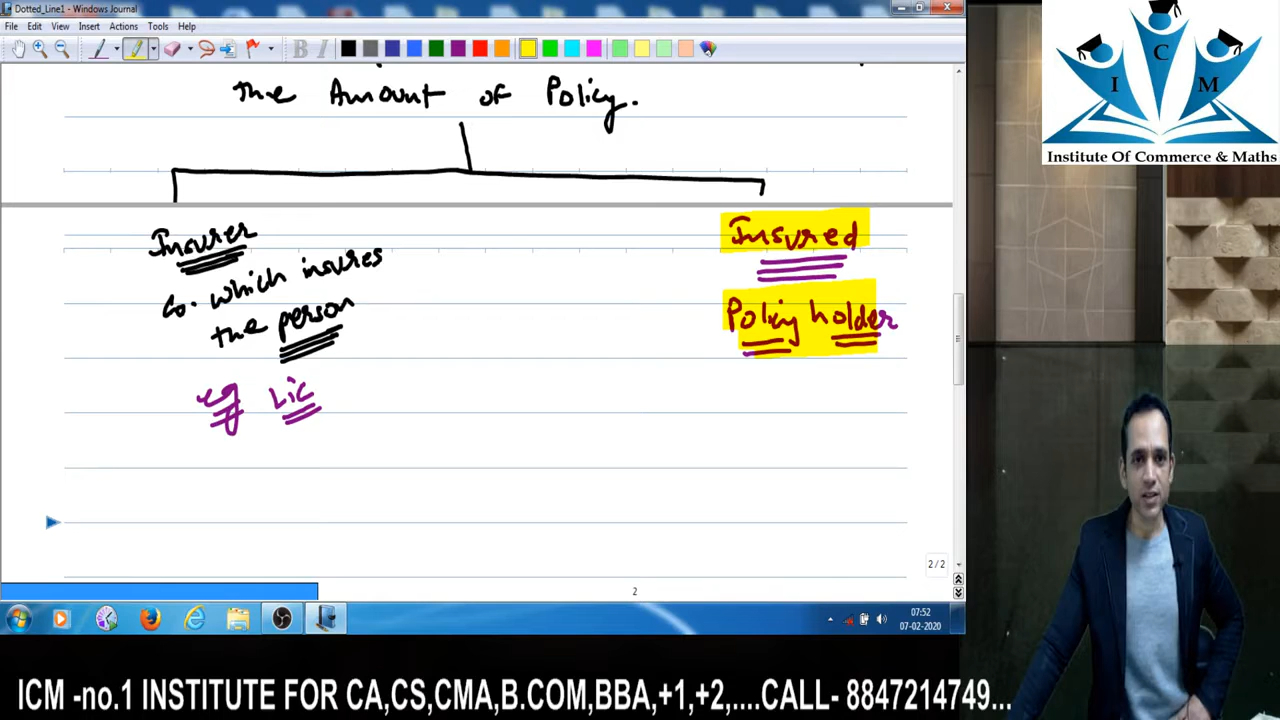 Dotted_Line1 - Windows Journal
File Edit View Insert Actions Tools Help
the Amount of Policy.
Insurer
Co. which insures
the person
eg Lic
Insured
Policy holder
2 / 2
2
07:52
07-02-2020
I C M
Institute Of Commerce & Maths
ICM -no.1 INSTITUTE FOR CA,CS,CMA,B.COM,BBA,+1,+2,....CALL- 8847214749...